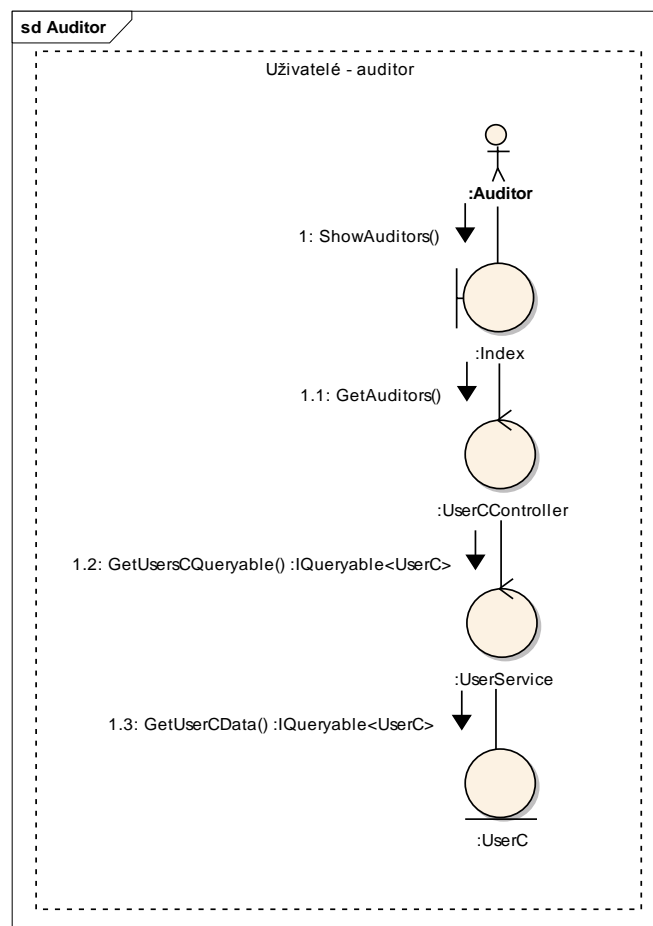 sd Auditor
Uživatelé - auditor
:Auditor
1: ShowAuditors()
:Index
1.1: GetAuditors()
:UserCController
1.2: GetUsersCQueryable() :IQueryable<UserC>
:UserService
1.3: GetUserCData() :IQueryable<UserC>
:UserC